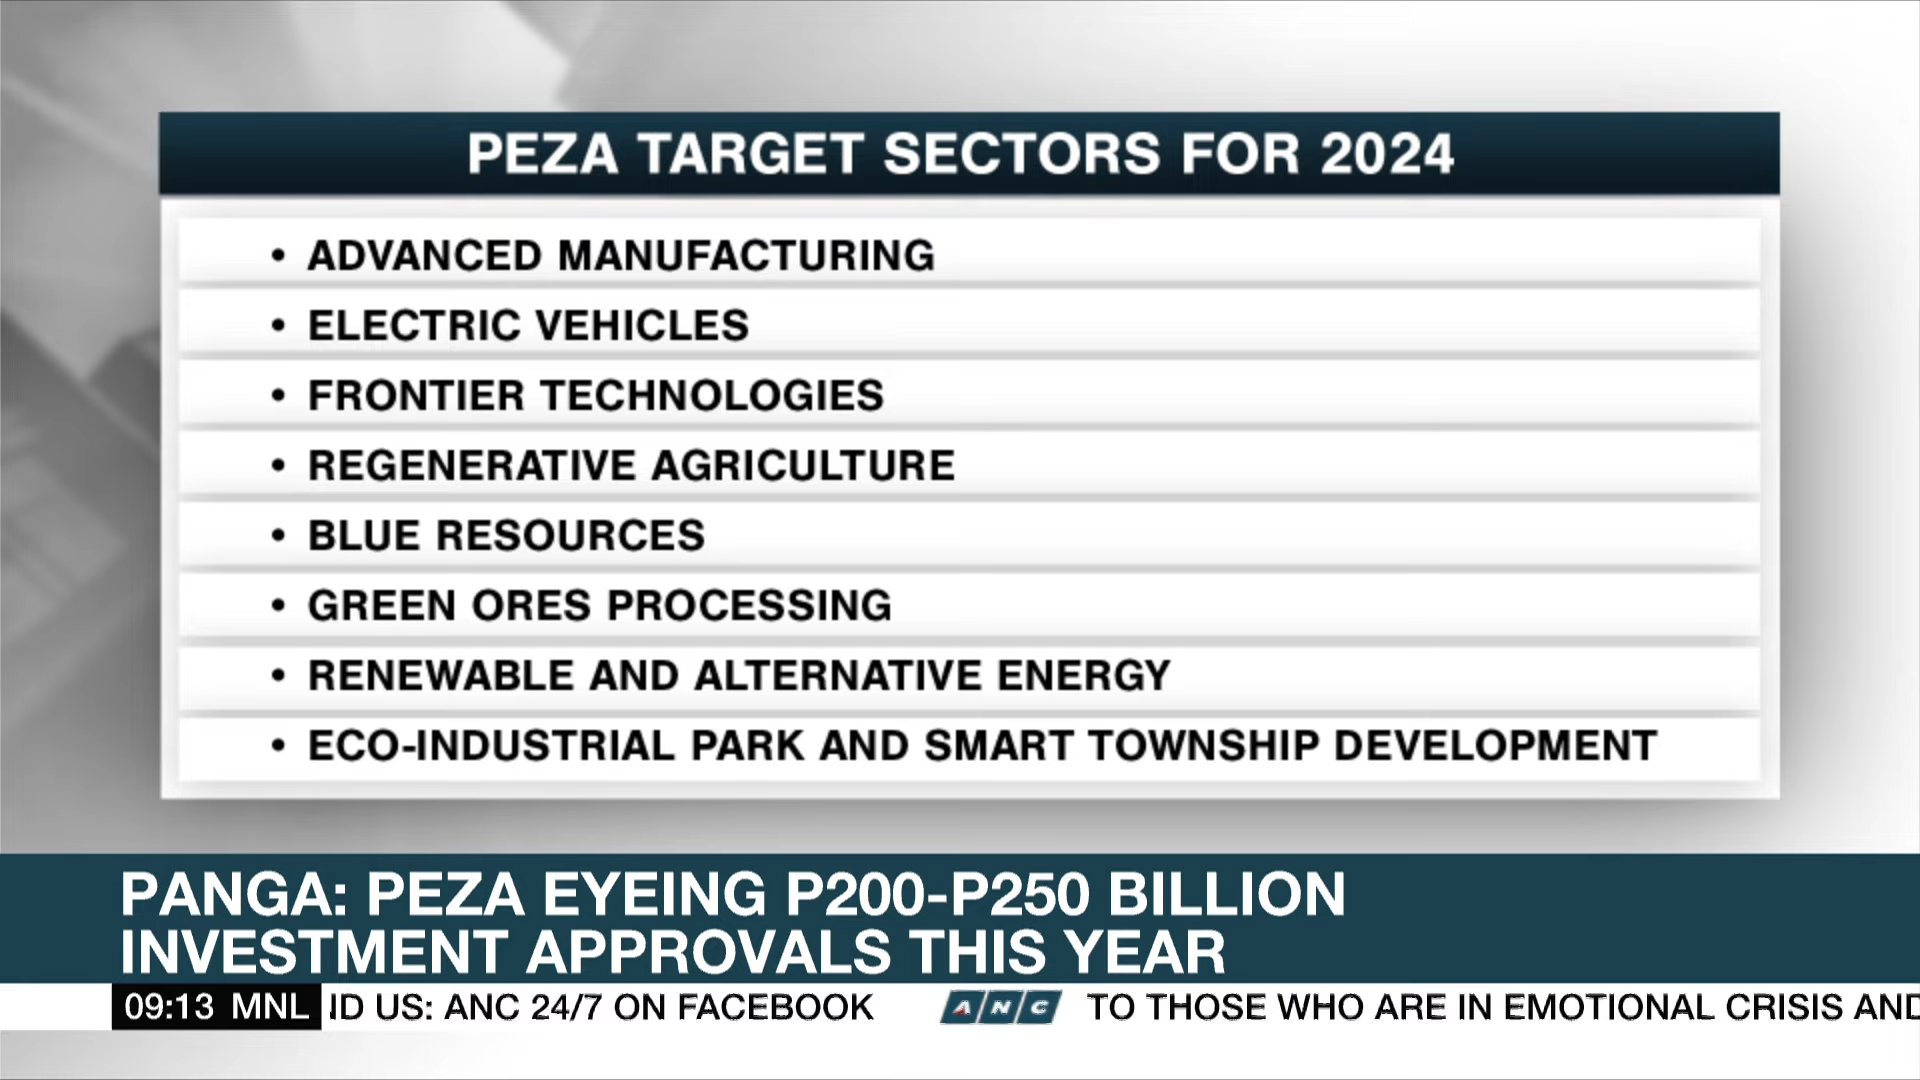 PEZA TARGET SECTORS FOR 2024
• ADVANCED MANUFACTURING
• ELECTRIC VEHICLES
• FRONTIER TECHNOLOGIES
• REGENERATIVE AGRICULTURE
• BLUE RESOURCES
• GREEN ORES PROCESSING
• RENEWABLE AND ALTERNATIVE ENERGY
• ECO-INDUSTRIAL PARK AND SMART TOWNSHIP DEVELOPMENT
PANGA: PEZA EYEING P200-P250 BILLION
INVESTMENT APPROVALS THIS YEAR
09:13 MNL ND US: ANC 24/7 ON FACEBOOK ANC TO THOSE WHO ARE IN EMOTIONAL CRISIS AND